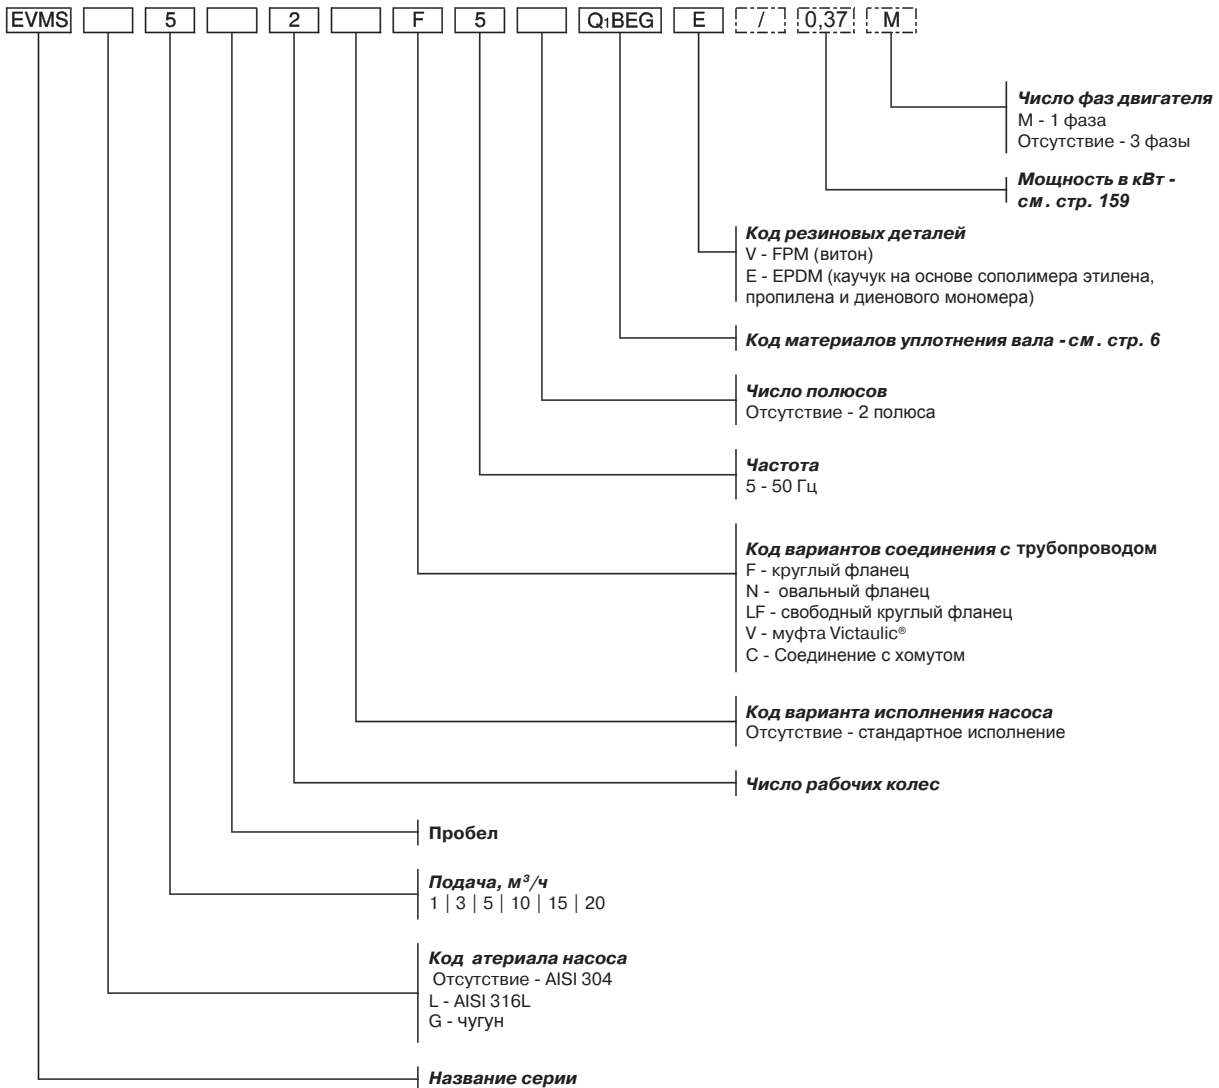 EVMS 5 2 F 5 Q1BEG E / 0,37 M
Число фаз двигателя
M - 1 фаза
Отсутствие - 3 фазы
Мощность в кВт -
см. стр. 159
Код резиновых деталей
V - FPM (витон)
E - EPDM (каучук на основе сополимера этилена,
пропилена и диенового мономера)
Код материалов уплотнения вала - см. стр. 6
Число полюсов
Отсутствие - 2 полюса
Частота
5 - 50 Гц
Код вариантов соединения с трубопроводом
F - круглый фланец
N - овальный фланец
LF - свободный круглый фланец
V - муфта Victaulic®
C - Соединение с хомутом
Код варианта исполнения насоса
Отсутствие - стандартное исполнение
Число рабочих колес
Пробел
Подача, м³/ч
1 | 3 | 5 | 10 | 15 | 20
Код атериала насоса
Отсутствие - AISI 304
L - AISI 316L
G - чугун
Название серии